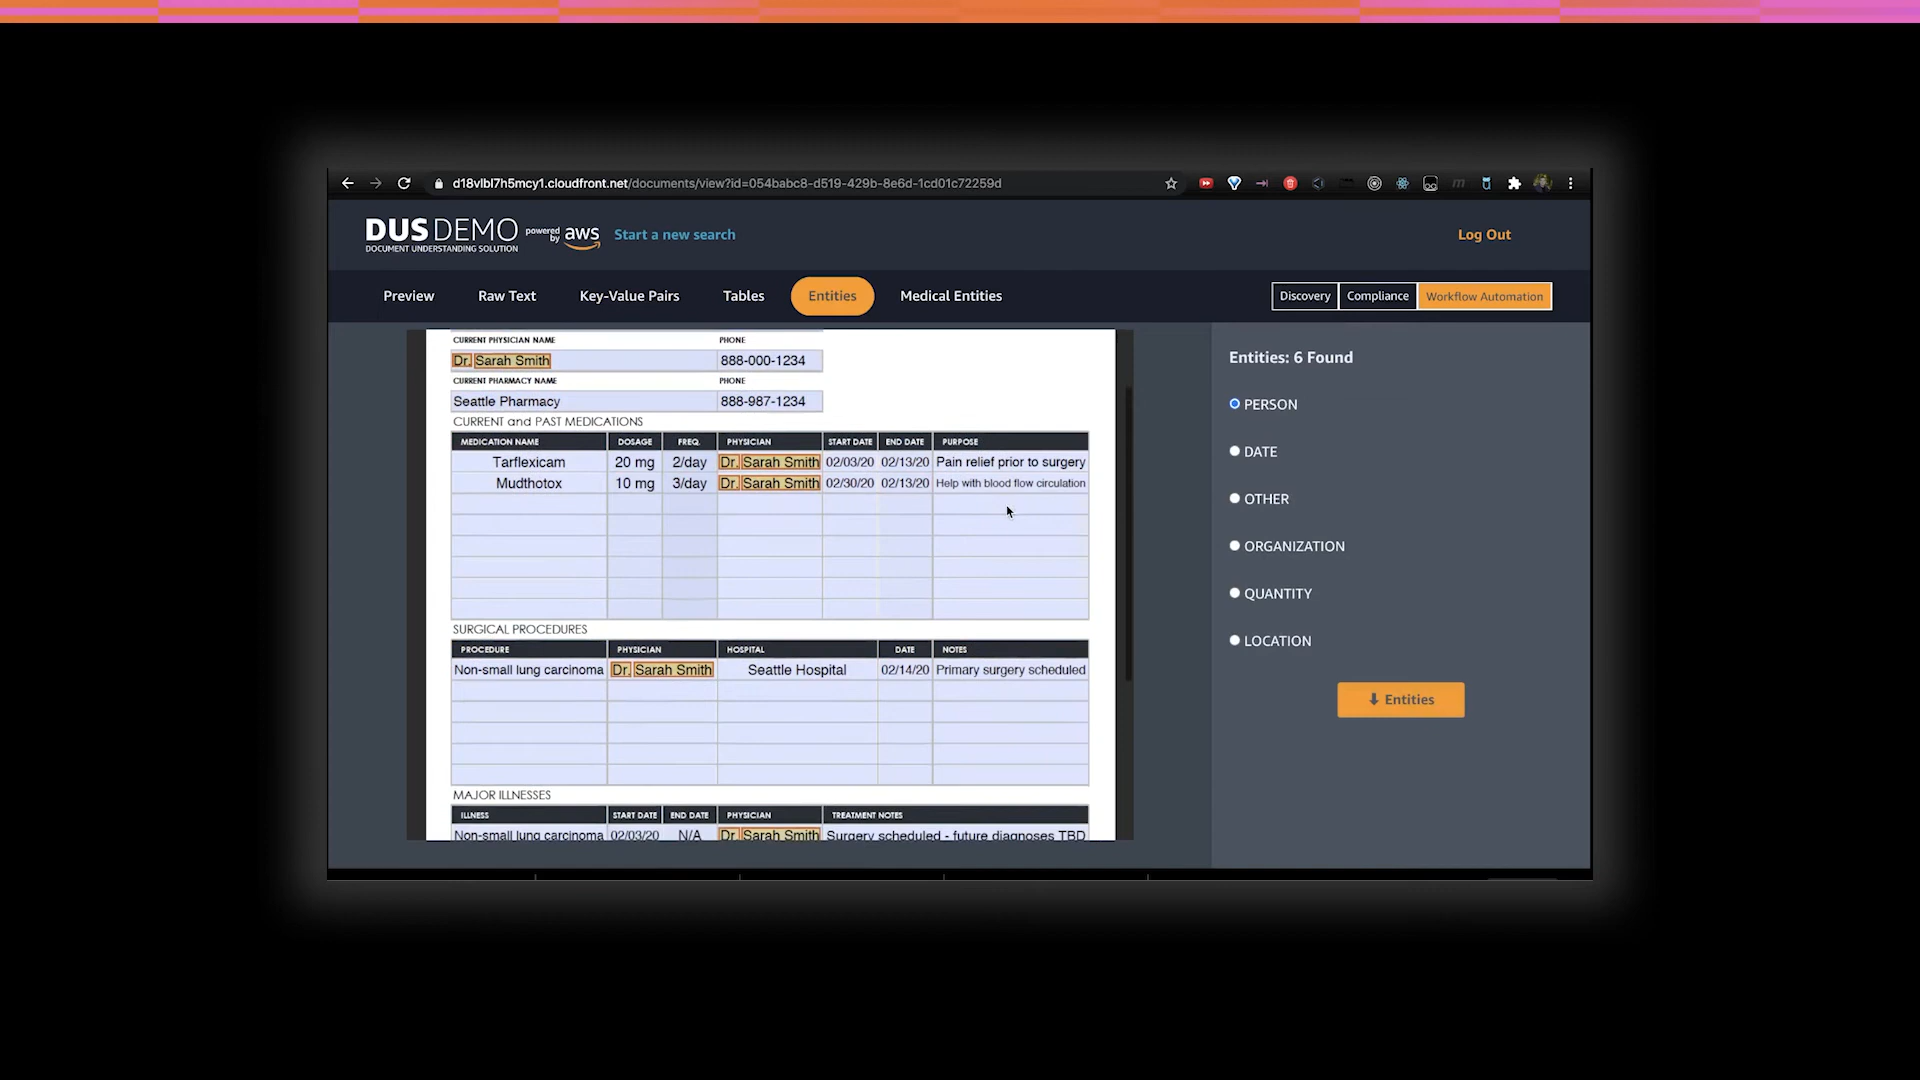 d18vlbl7h5mcy1.cloudfront.net/documents/view?id=054babc8-d519-429b-8e6d-1cd01c72259d
DUS DEMO powered by aws Start a new search Log Out
DOCUMENT UNDERSTANDING SOLUTION
Preview Raw Text Key-Value Pairs Tables Entities Medical Entities Discovery Compliance Workflow Automation
CURRENT PHYSICIAN NAME PHONE
Dr. Sarah Smith 888-000-1234
CURRENT PHARMACY NAME PHONE
Seattle Pharmacy 888-987-1234
CURRENT and PAST MEDICATIONS
MEDICATION NAME DOSAGE FREQ. PHYSICIAN START DATE END DATE PURPOSE
Tarflexicam 20 mg 2/day Dr. Sarah Smith 02/03/20 02/13/20 Pain relief prior to surgery
Mudthotox 10 mg 3/day Dr. Sarah Smith 02/30/20 02/13/20 Help with blood flow circulation
SURGICAL PROCEDURES
PROCEDURE PHYSICIAN HOSPITAL DATE NOTES
Non-small lung carcinoma Dr. Sarah Smith Seattle Hospital 02/14/20 Primary surgery scheduled
MAJOR ILLNESSES
ILLNESS START DATE END DATE PHYSICIAN TREATMENT NOTES
Non-small lung carcinoma 02/03/20 N/A Dr. Sarah Smith Surgery scheduled - future diagnoses TBD
Entities: 6 Found
PERSON
DATE
OTHER
ORGANIZATION
QUANTITY
LOCATION
Entities